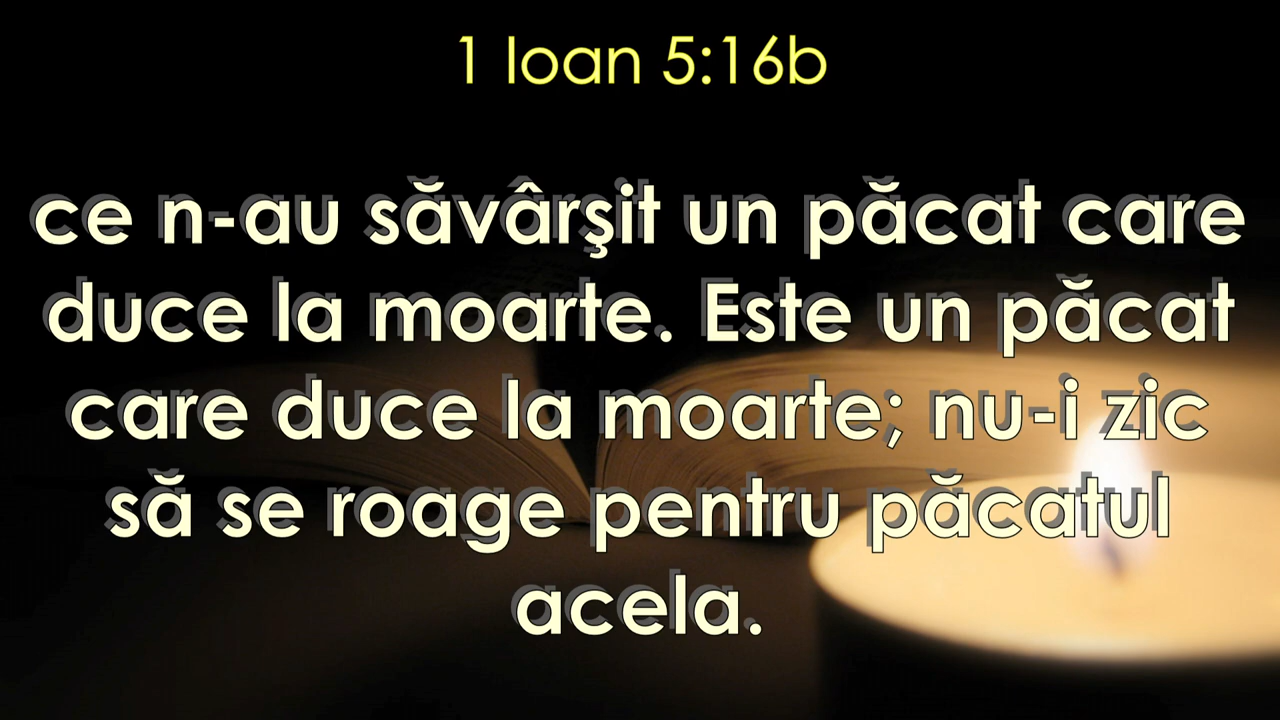 1 Ioan 5:16b
ce n-au săvârşit un păcat care
duce la moarte. Este un păcat
care duce la moarte; nu-i zic
să se roage pentru păcatul
acela.